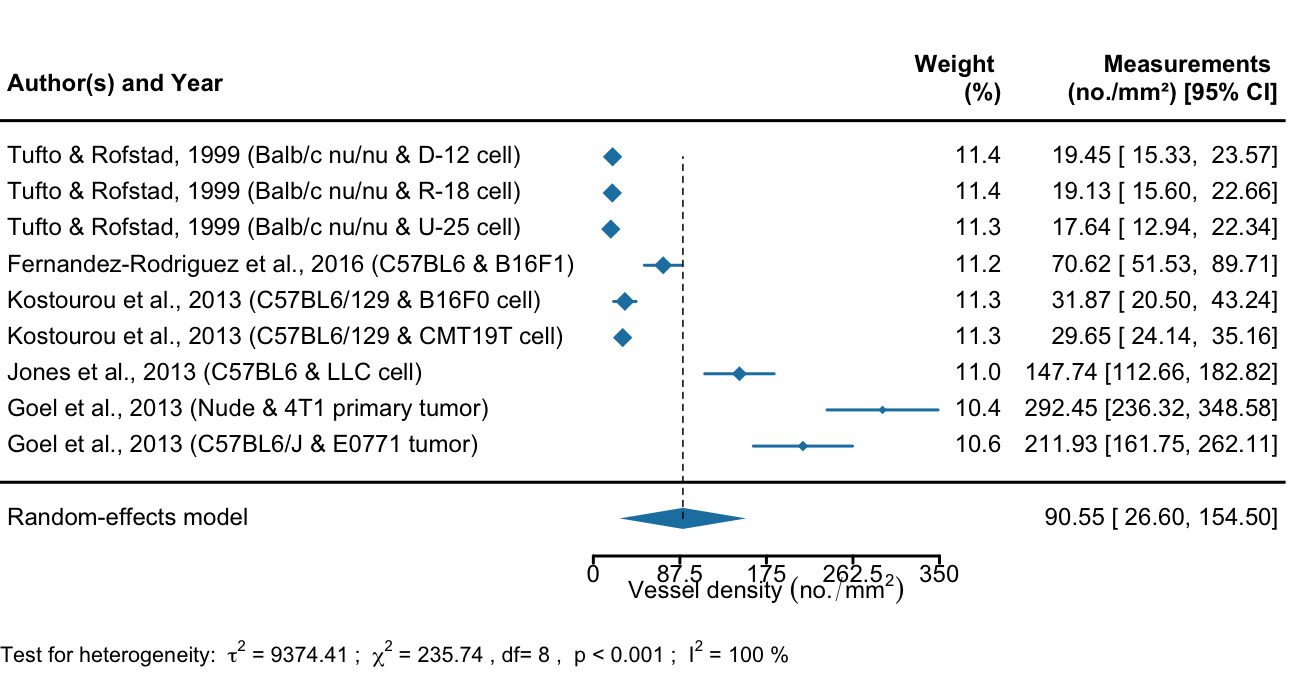 Author(s) and Year Weight (%) Measurements (no./mm²) [95% CI]
Tufto & Rofstad, 1999 (Balb/c nu/nu & D-12 cell) 11.4 19.45 [ 15.33, 23.57]
Tufto & Rofstad, 1999 (Balb/c nu/nu & R-18 cell) 11.4 19.13 [ 15.60, 22.66]
Tufto & Rofstad, 1999 (Balb/c nu/nu & U-25 cell) 11.3 17.64 [ 12.94, 22.34]
Fernandez-Rodriguez et al., 2016 (C57BL6 & B16F1) 11.2 70.62 [ 51.53, 89.71]
Kostourou et al., 2013 (C57BL6/129 & B16F0 cell) 11.3 31.87 [ 20.50, 43.24]
Kostourou et al., 2013 (C57BL6/129 & CMT19T cell) 11.3 29.65 [ 24.14, 35.16]
Jones et al., 2013 (C57BL6 & LLC cell) 11.0 147.74 [112.66, 182.82]
Goel et al., 2013 (Nude & 4T1 primary tumor) 10.4 292.45 [236.32, 348.58]
Goel et al., 2013 (C57BL6/J & E0771 tumor) 10.6 211.93 [161.75, 262.11]
Random-effects model 90.55 [ 26.60, 154.50]
0 87.5 175 262.5 350
Vessel density (no./mm²)
Test for heterogeneity: τ² = 9374.41 ; χ² = 235.74 , df= 8 , p < 0.001 ; I² = 100 %